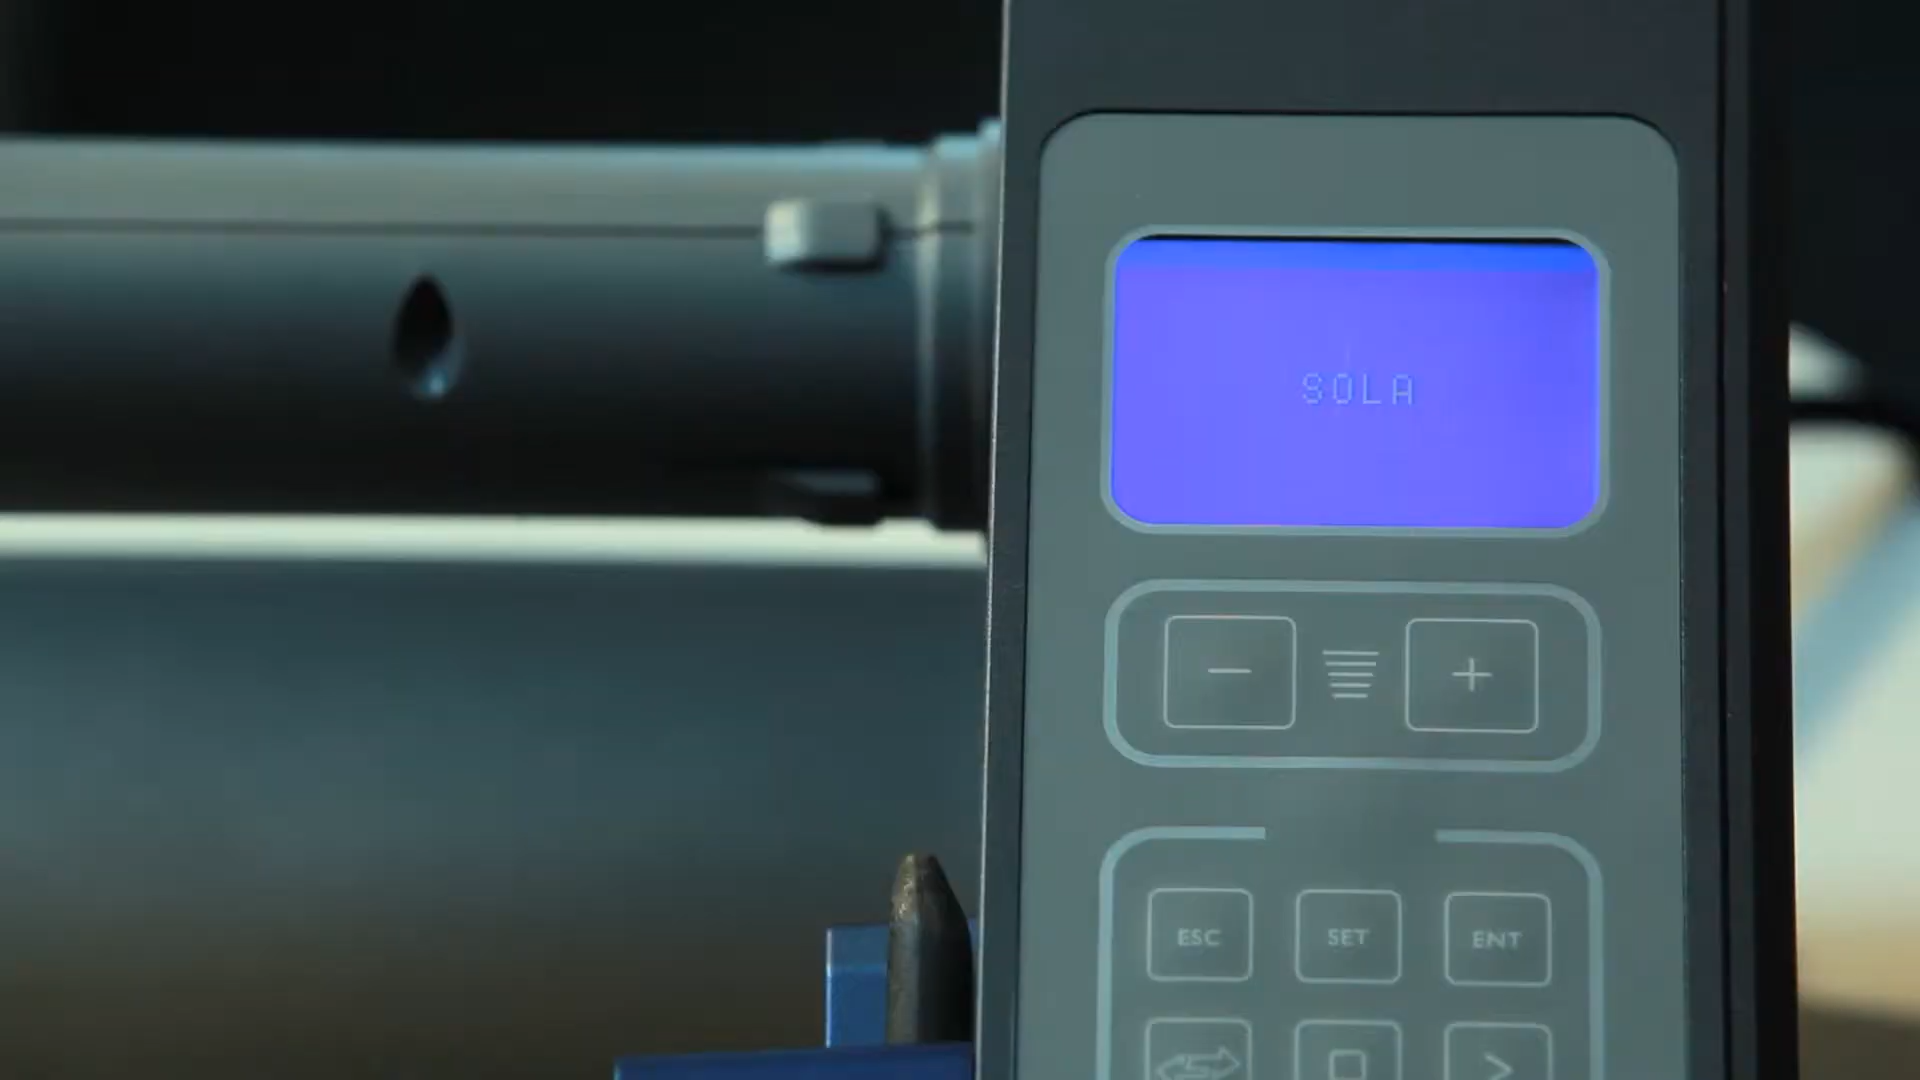 SOLA
− +
ESC SET ENT
>